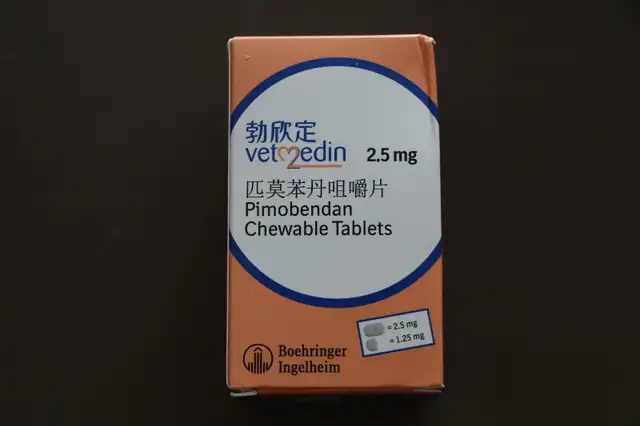 勃欣定
vetmedin 2.5 mg
匹莫苯丹咀嚼片
Pimobendan
Chewable Tablets
= 2.5 mg
= 1.25 mg
Boehringer
Ingelheim